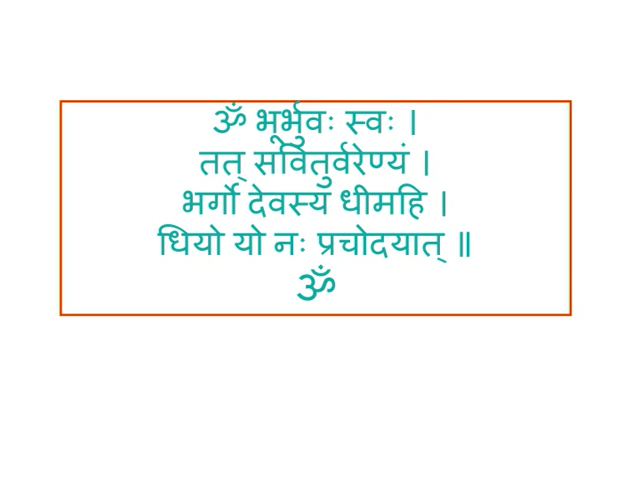 ॐ भूर्भुवः स्वः ।
तत् सवितुर्वरेण्यं ।
भर्गो देवस्य धीमहि ।
धियो यो नः प्रचोदयात् ॥
ॐ